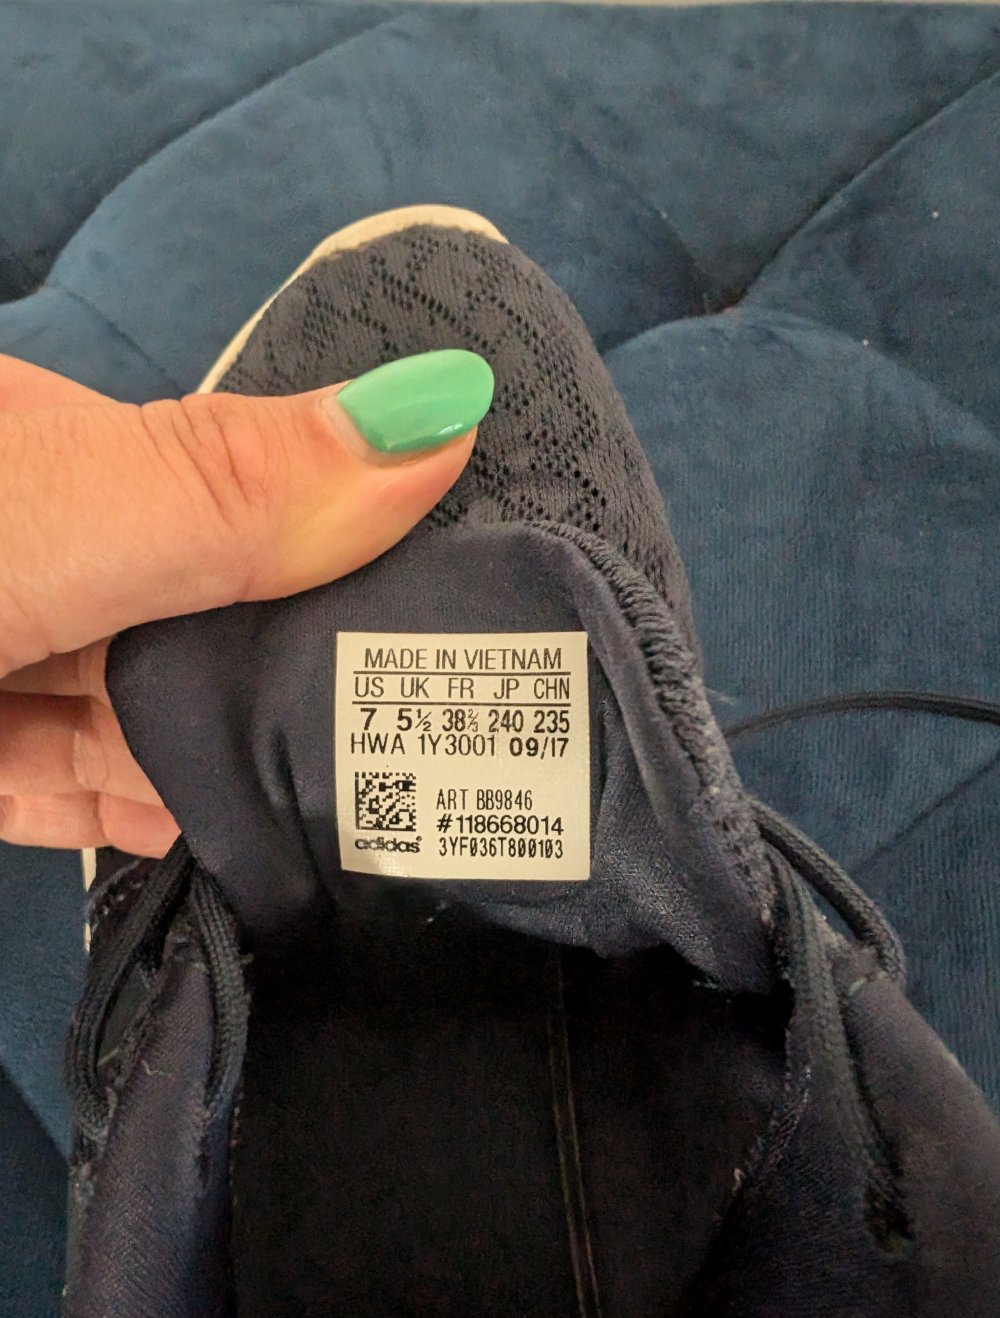 MADE IN VIETNAM
US UK FR JP CHN
7 5½ 38⅔ 240 235
HWA 1Y3001 09/17
ART BB9846
#118668014
adidas® 3YF036T800103